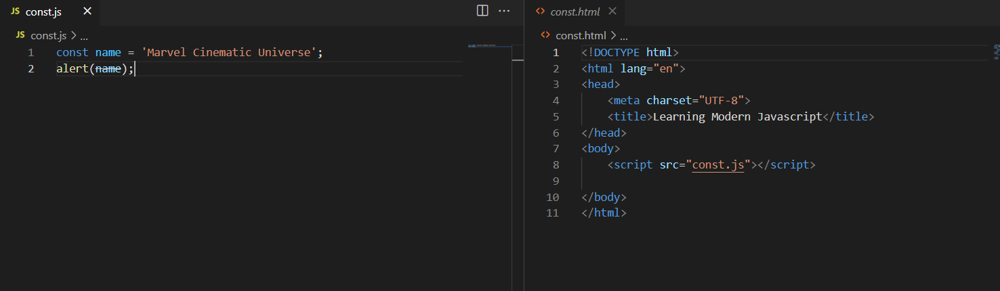 JS const.js
JS const.js > ...
1 const name = 'Marvel Cinematic Universe';
2 alert(name);
<> const.html
<> const.html > ...
1 <!DOCTYPE html>
2 <html lang="en">
3 <head>
4     <meta charset="UTF-8">
5     <title>Learning Modern Javascript</title>
6 </head>
7 <body>
8     <script src="const.js"></script>
9
10 </body>
11 </html>